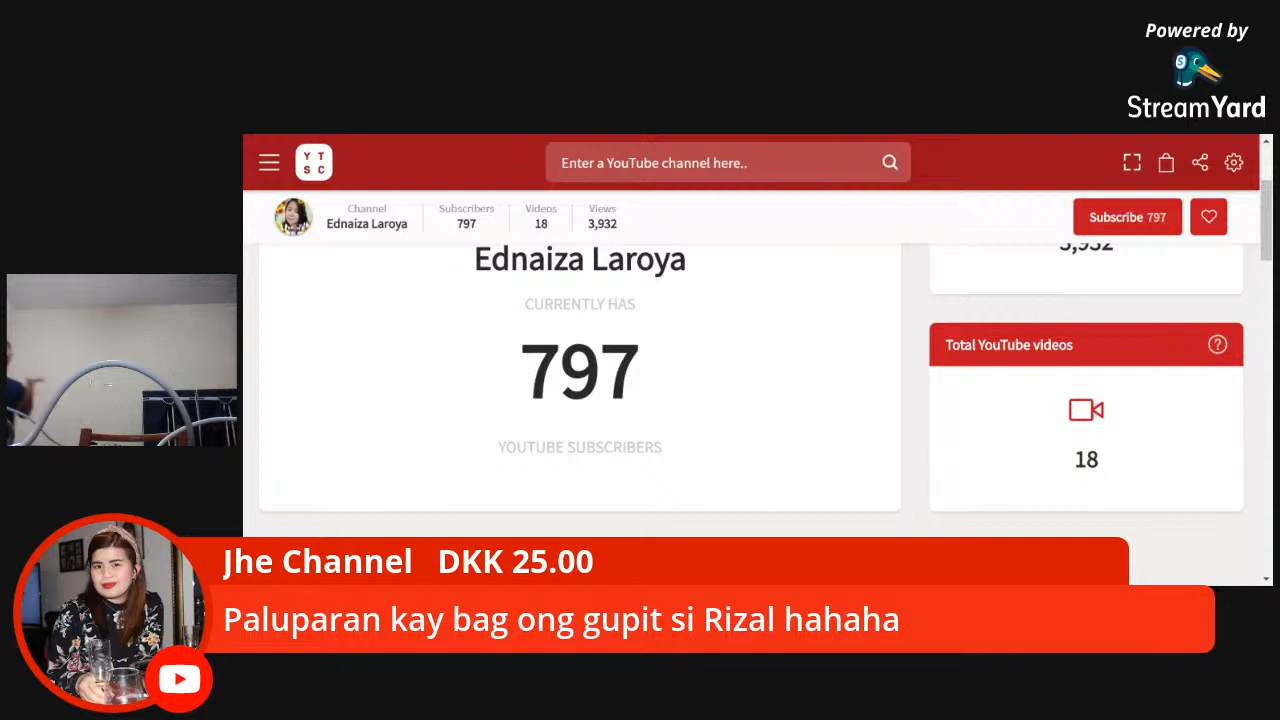 Powered by
StreamYard
Y T
S C
Enter a YouTube channel here..
Channel Subscribers Videos Views
Ednaiza Laroya 797 18 3,932
Subscribe 797
Ednaiza Laroya
3,932
CURRENTLY HAS
797
YOUTUBE SUBSCRIBERS
Total YouTube videos
18
Jhe Channel DKK 25.00
Paluparan kay bag ong gupit si Rizal hahaha